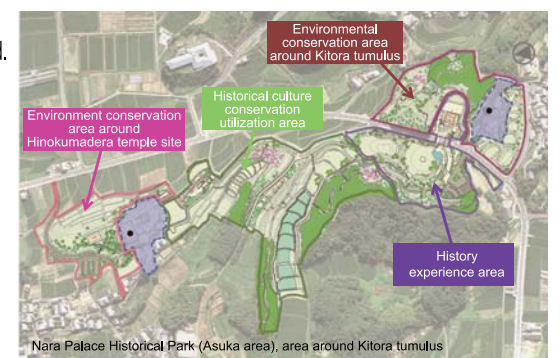 d.
Environmental
conservation area
around Kitora tumulus
Historical culture
conservation
utilization area
Environment conservation
area around
Hinokumadera temple site
History
experience area
Nara Palace Historical Park (Asuka area), area around Kitora tumulus